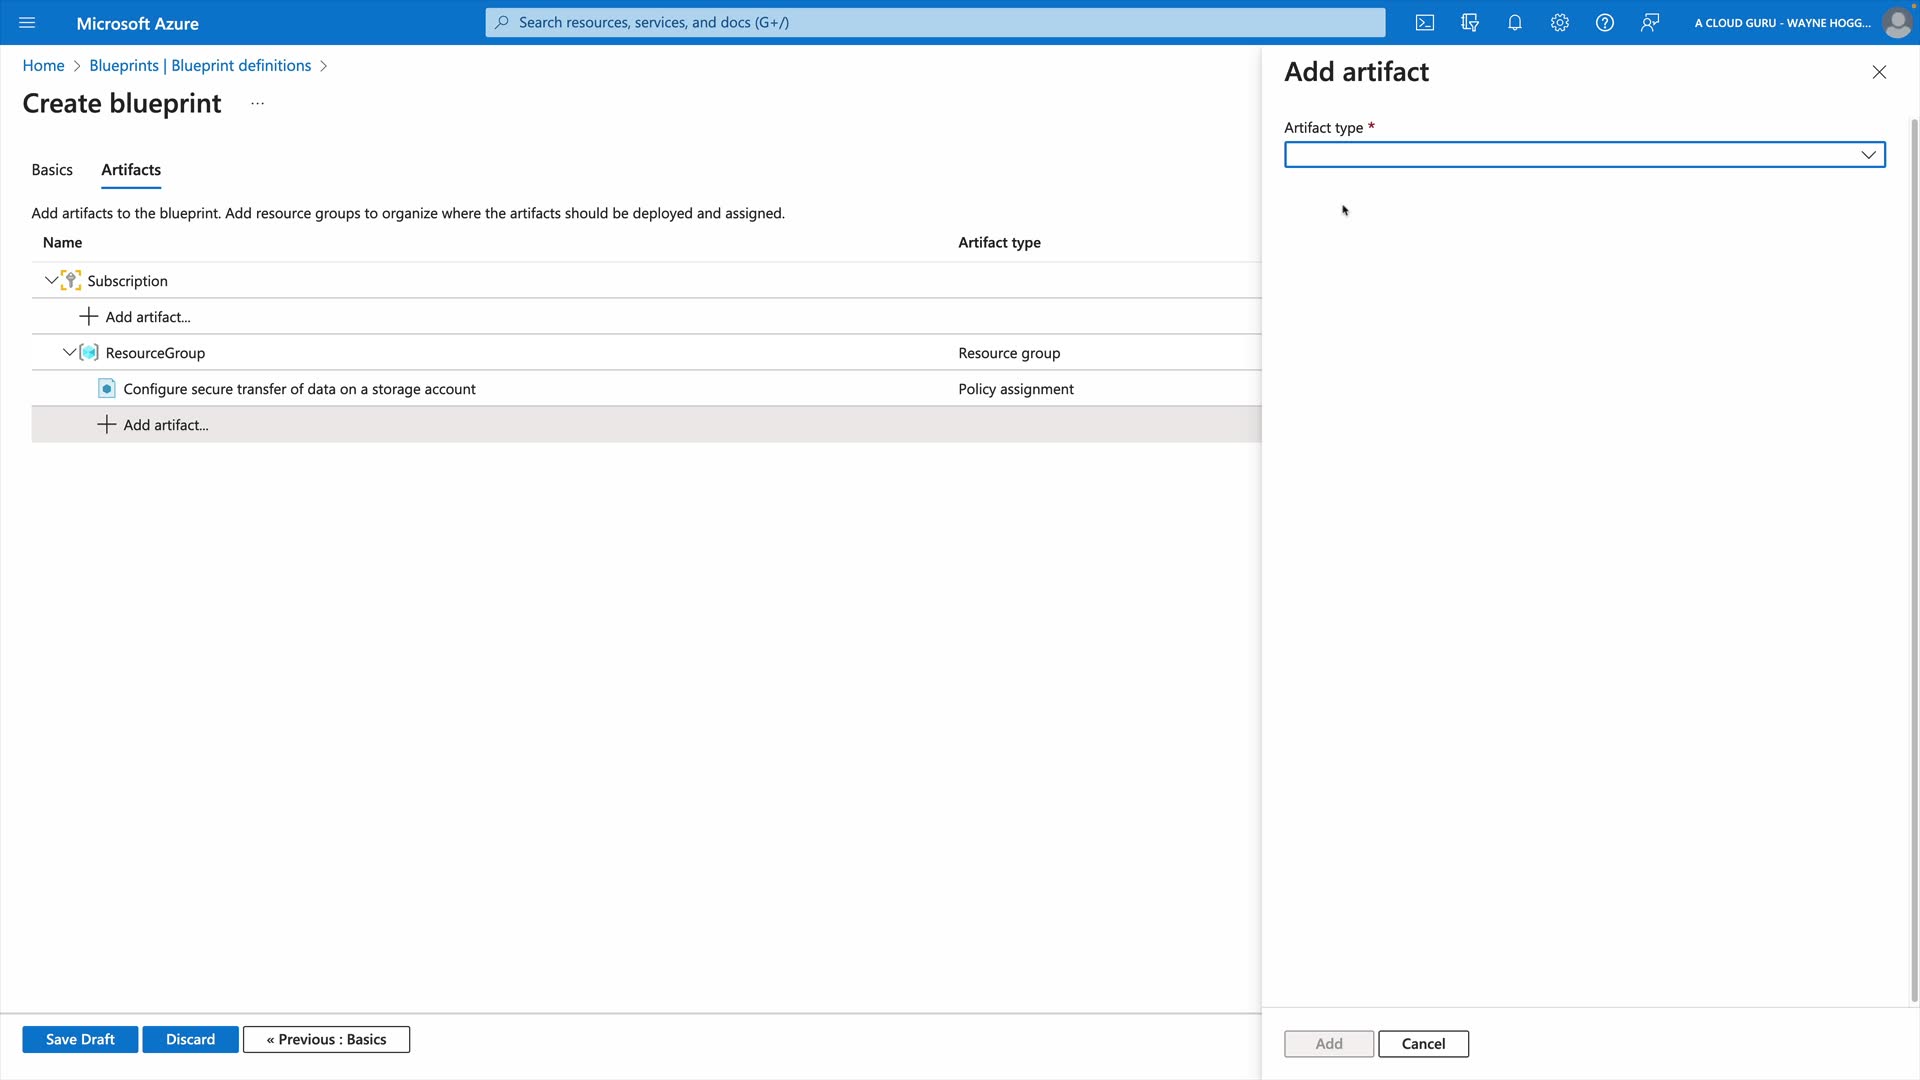 Microsoft Azure
Search resources, services, and docs (G+/)
A CLOUD GURU - WAYNE HOGG...
Home > Blueprints | Blueprint definitions >
Create blueprint ...
Basics
Artifacts
Add artifacts to the blueprint. Add resource groups to organize where the artifacts should be deployed and assigned.
Name
Artifact type
Subscription
Add artifact...
ResourceGroup
Resource group
Configure secure transfer of data on a storage account
Policy assignment
Add artifact...
Save Draft
Discard
« Previous : Basics
Add artifact
Artifact type *
Add
Cancel